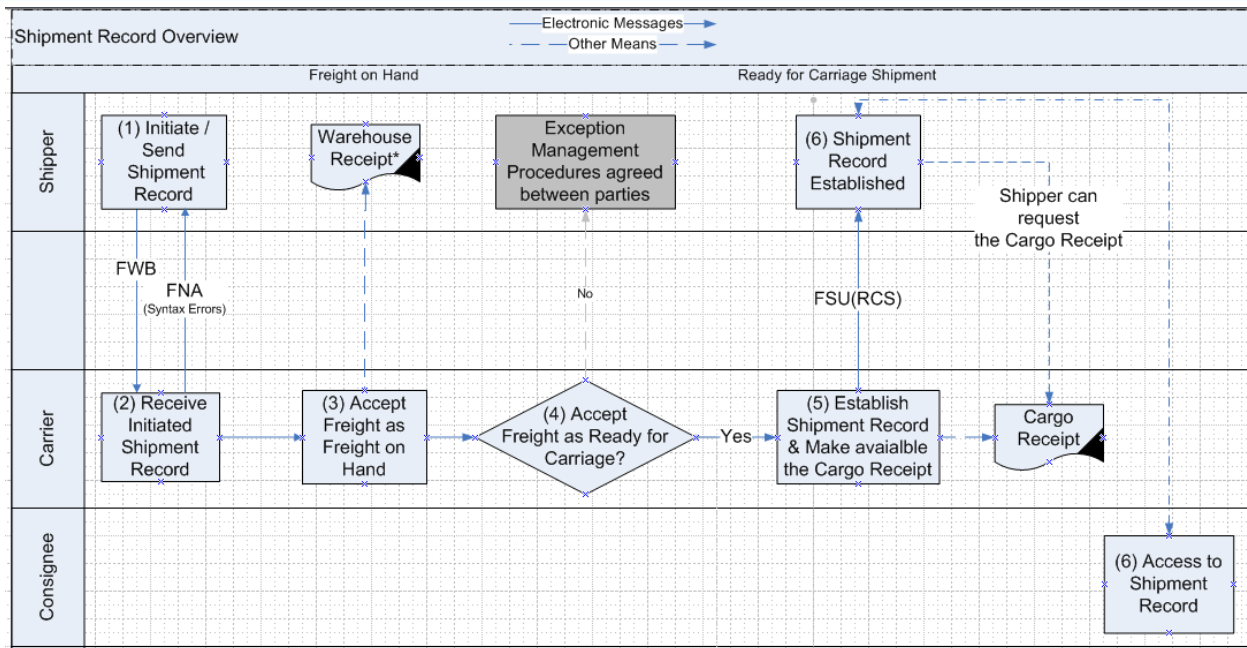 Shipment Record Overview
Electronic Messages
Other Means
Freight on Hand
Ready for Carriage Shipment
Shipper
(1) Initiate /
Send
Shipment
Record
Warehouse
Receipt*
Exception
Management
Procedures agreed
between parties
(6) Shipment
Record
Established
Shipper can
request
the Cargo Receipt
FWB
FNA
(Syntax Errors)
No
FSU(RCS)
Carrier
(2) Receive
Initiated
Shipment
Record
(3) Accept
Freight as
Freight on
Hand
(4) Accept
Freight as Ready for
Carriage?
Yes
(5) Establish
Shipment Record
& Make avaialble
the Cargo Receipt
Cargo
Receipt
Consignee
(6) Access to
Shipment
Record